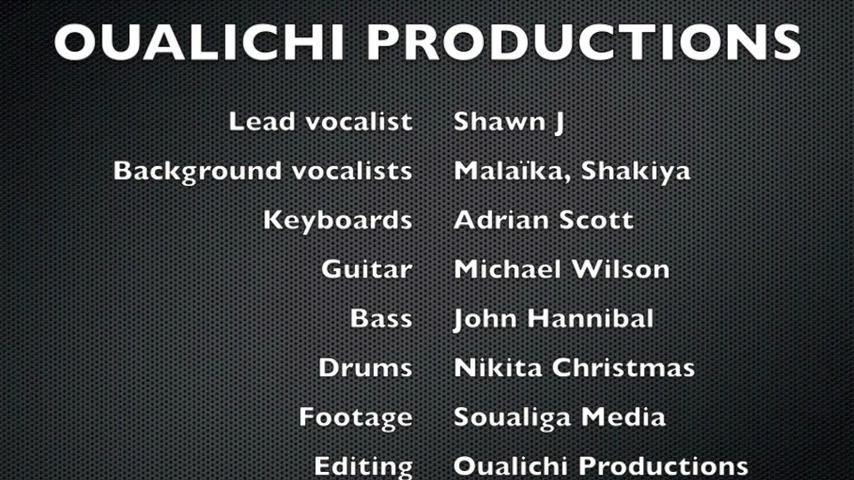 OUALICHI PRODUCTIONS
Lead vocalist Shawn J
Background vocalists Malaïka, Shakiya
Keyboards Adrian Scott
Guitar Michael Wilson
Bass John Hannibal
Drums Nikita Christmas
Footage Soualiga Media
Editing Oualichi Productions